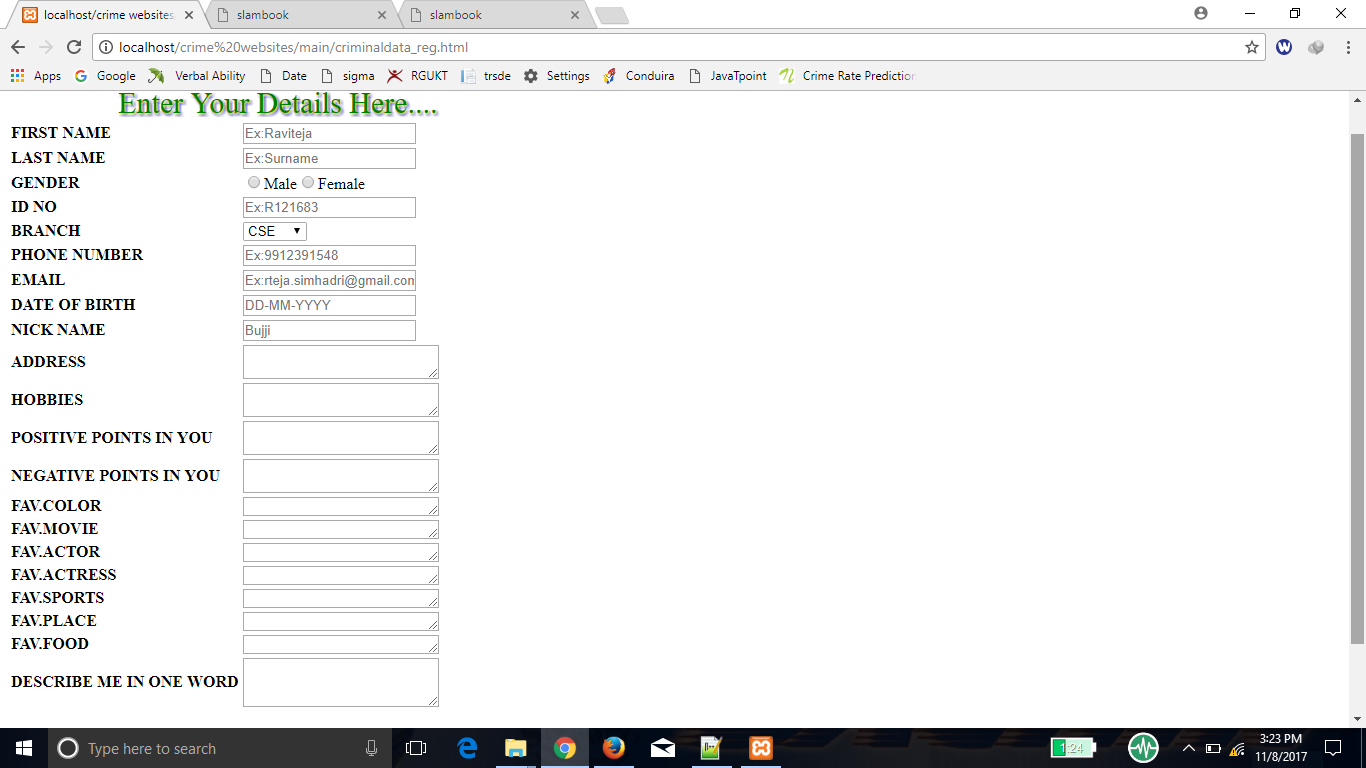 localhost/crime websites
slambook
slambook
localhost/crime%20websites/main/criminaldata_reg.html
Apps Google Verbal Ability Date sigma RGUKT trsde Settings Conduira JavaTpoint Crime Rate Prediction
Enter Your Details Here....
FIRST NAME Ex:Raviteja
LAST NAME Ex:Surname
GENDER Male Female
ID NO Ex:R121683
BRANCH CSE
PHONE NUMBER Ex:9912391548
EMAIL Ex:rteja.simhadri@gmail.com
DATE OF BIRTH DD-MM-YYYY
NICK NAME Bujji
ADDRESS
HOBBIES
POSITIVE POINTS IN YOU
NEGATIVE POINTS IN YOU
FAV.COLOR
FAV.MOVIE
FAV.ACTOR
FAV.ACTRESS
FAV.SPORTS
FAV.PLACE
FAV.FOOD
DESCRIBE ME IN ONE WORD
Type here to search
1:24
3:23 PM
11/8/2017